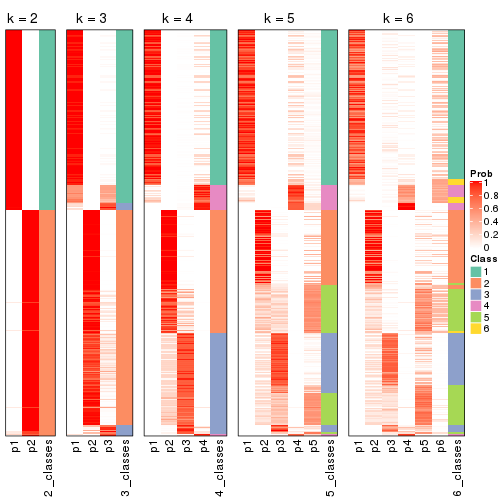 k = 2
k = 3
k = 4
k = 5
k = 6
p1
p2
2_classes
p1
p2
p3
3_classes
p1
p2
p3
p4
4_classes
p1
p2
p3
p4
p5
5_classes
p1
p2
p3
p4
p5
p6
6_classes
Prob
1
0.8
0.6
0.4
0.2
0
Class
1
2
3
4
5
6